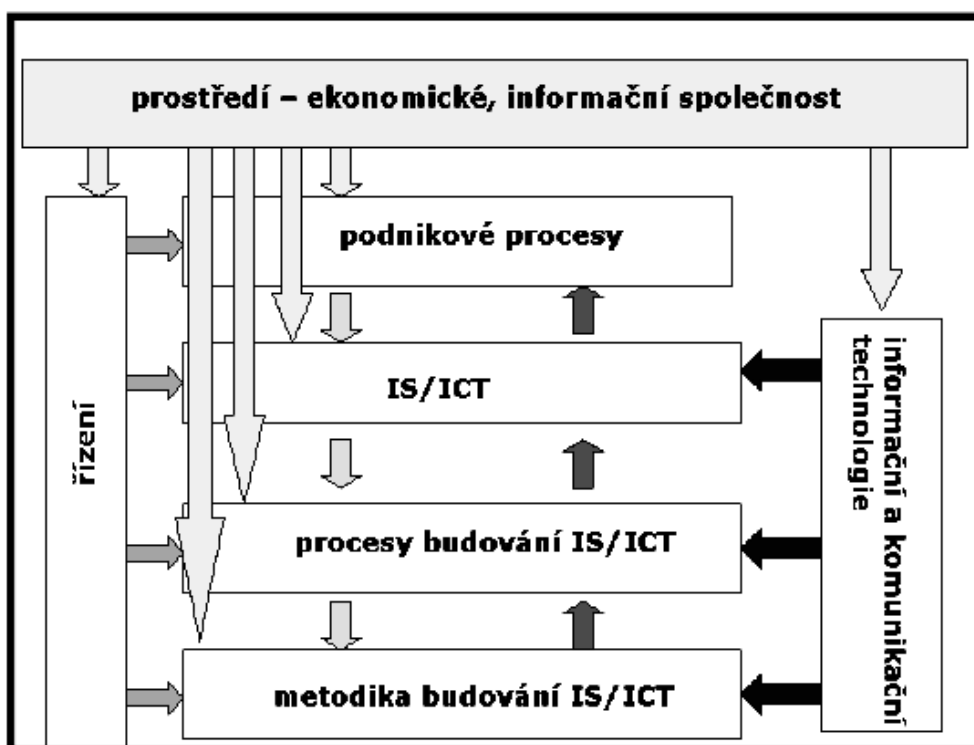 prostředí – ekonomické, informační společnost
podnikové procesy
IS/ICT
procesy budování IS/ICT
metodika budování IS/ICT
řízení
informační a komunikační
technologie